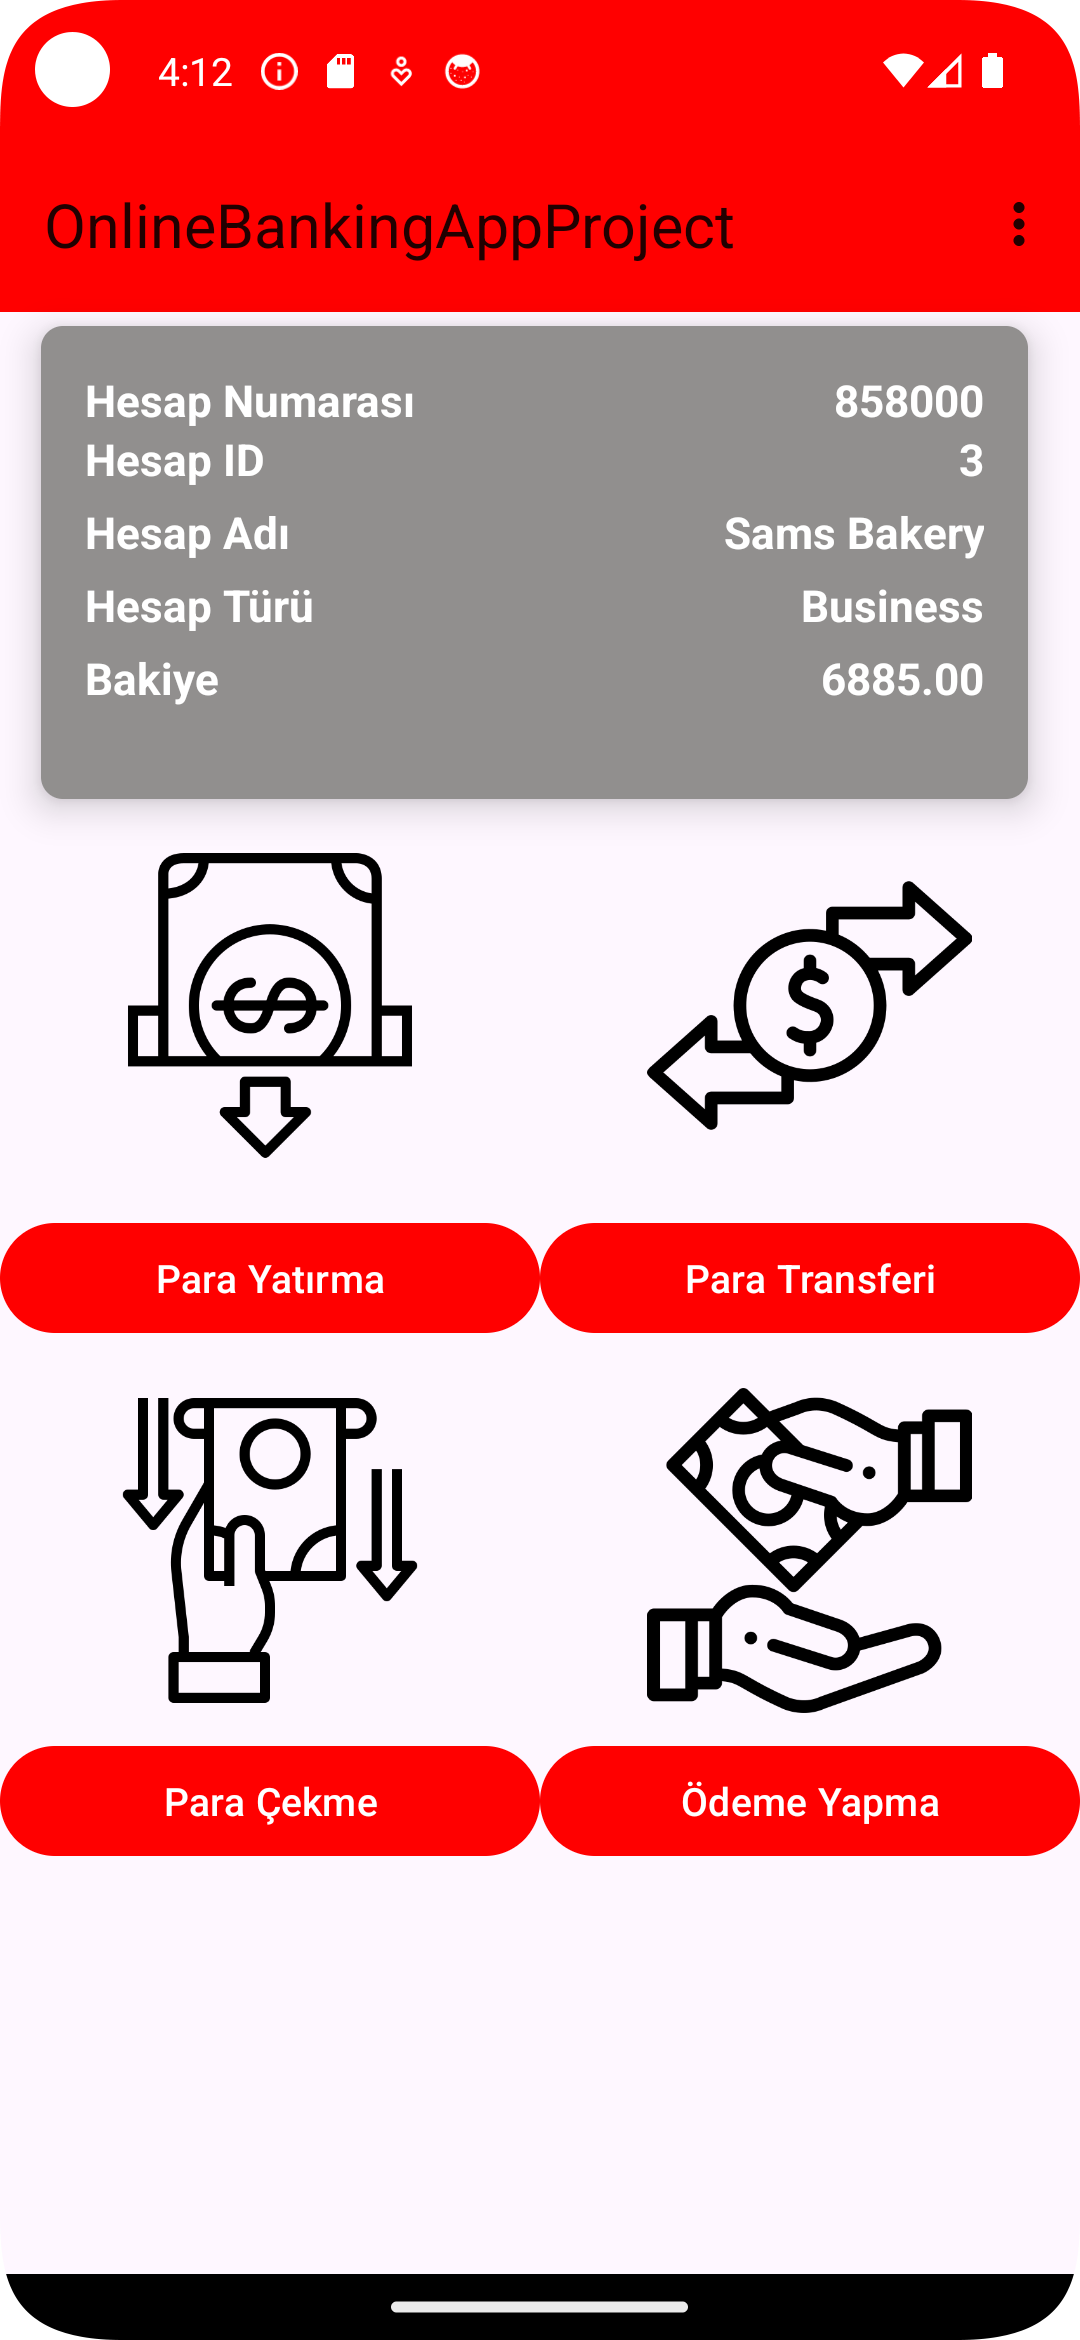 4:12
OnlineBankingAppProject
Hesap Numarası 858000
Hesap ID 3
Hesap Adı Sams Bakery
Hesap Türü Business
Bakiye 6885.00
Para Yatırma Para Transferi
Para Çekme Ödeme Yapma